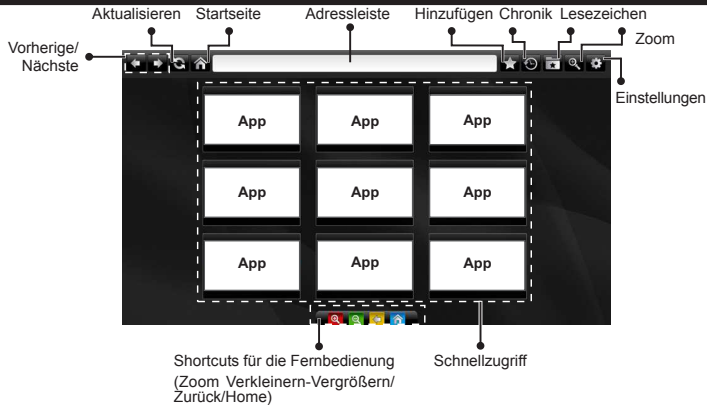 Aktualisieren Startseite Adressleiste Hinzufügen Chronik Lesezeichen
Zoom
Vorherige/
Nächste
Einstellungen
App App App
App App App
App App App
Shortcuts für die Fernbedienung
(Zoom Verkleinern-Vergrößern/
Zurück/Home)
Schnellzugriff